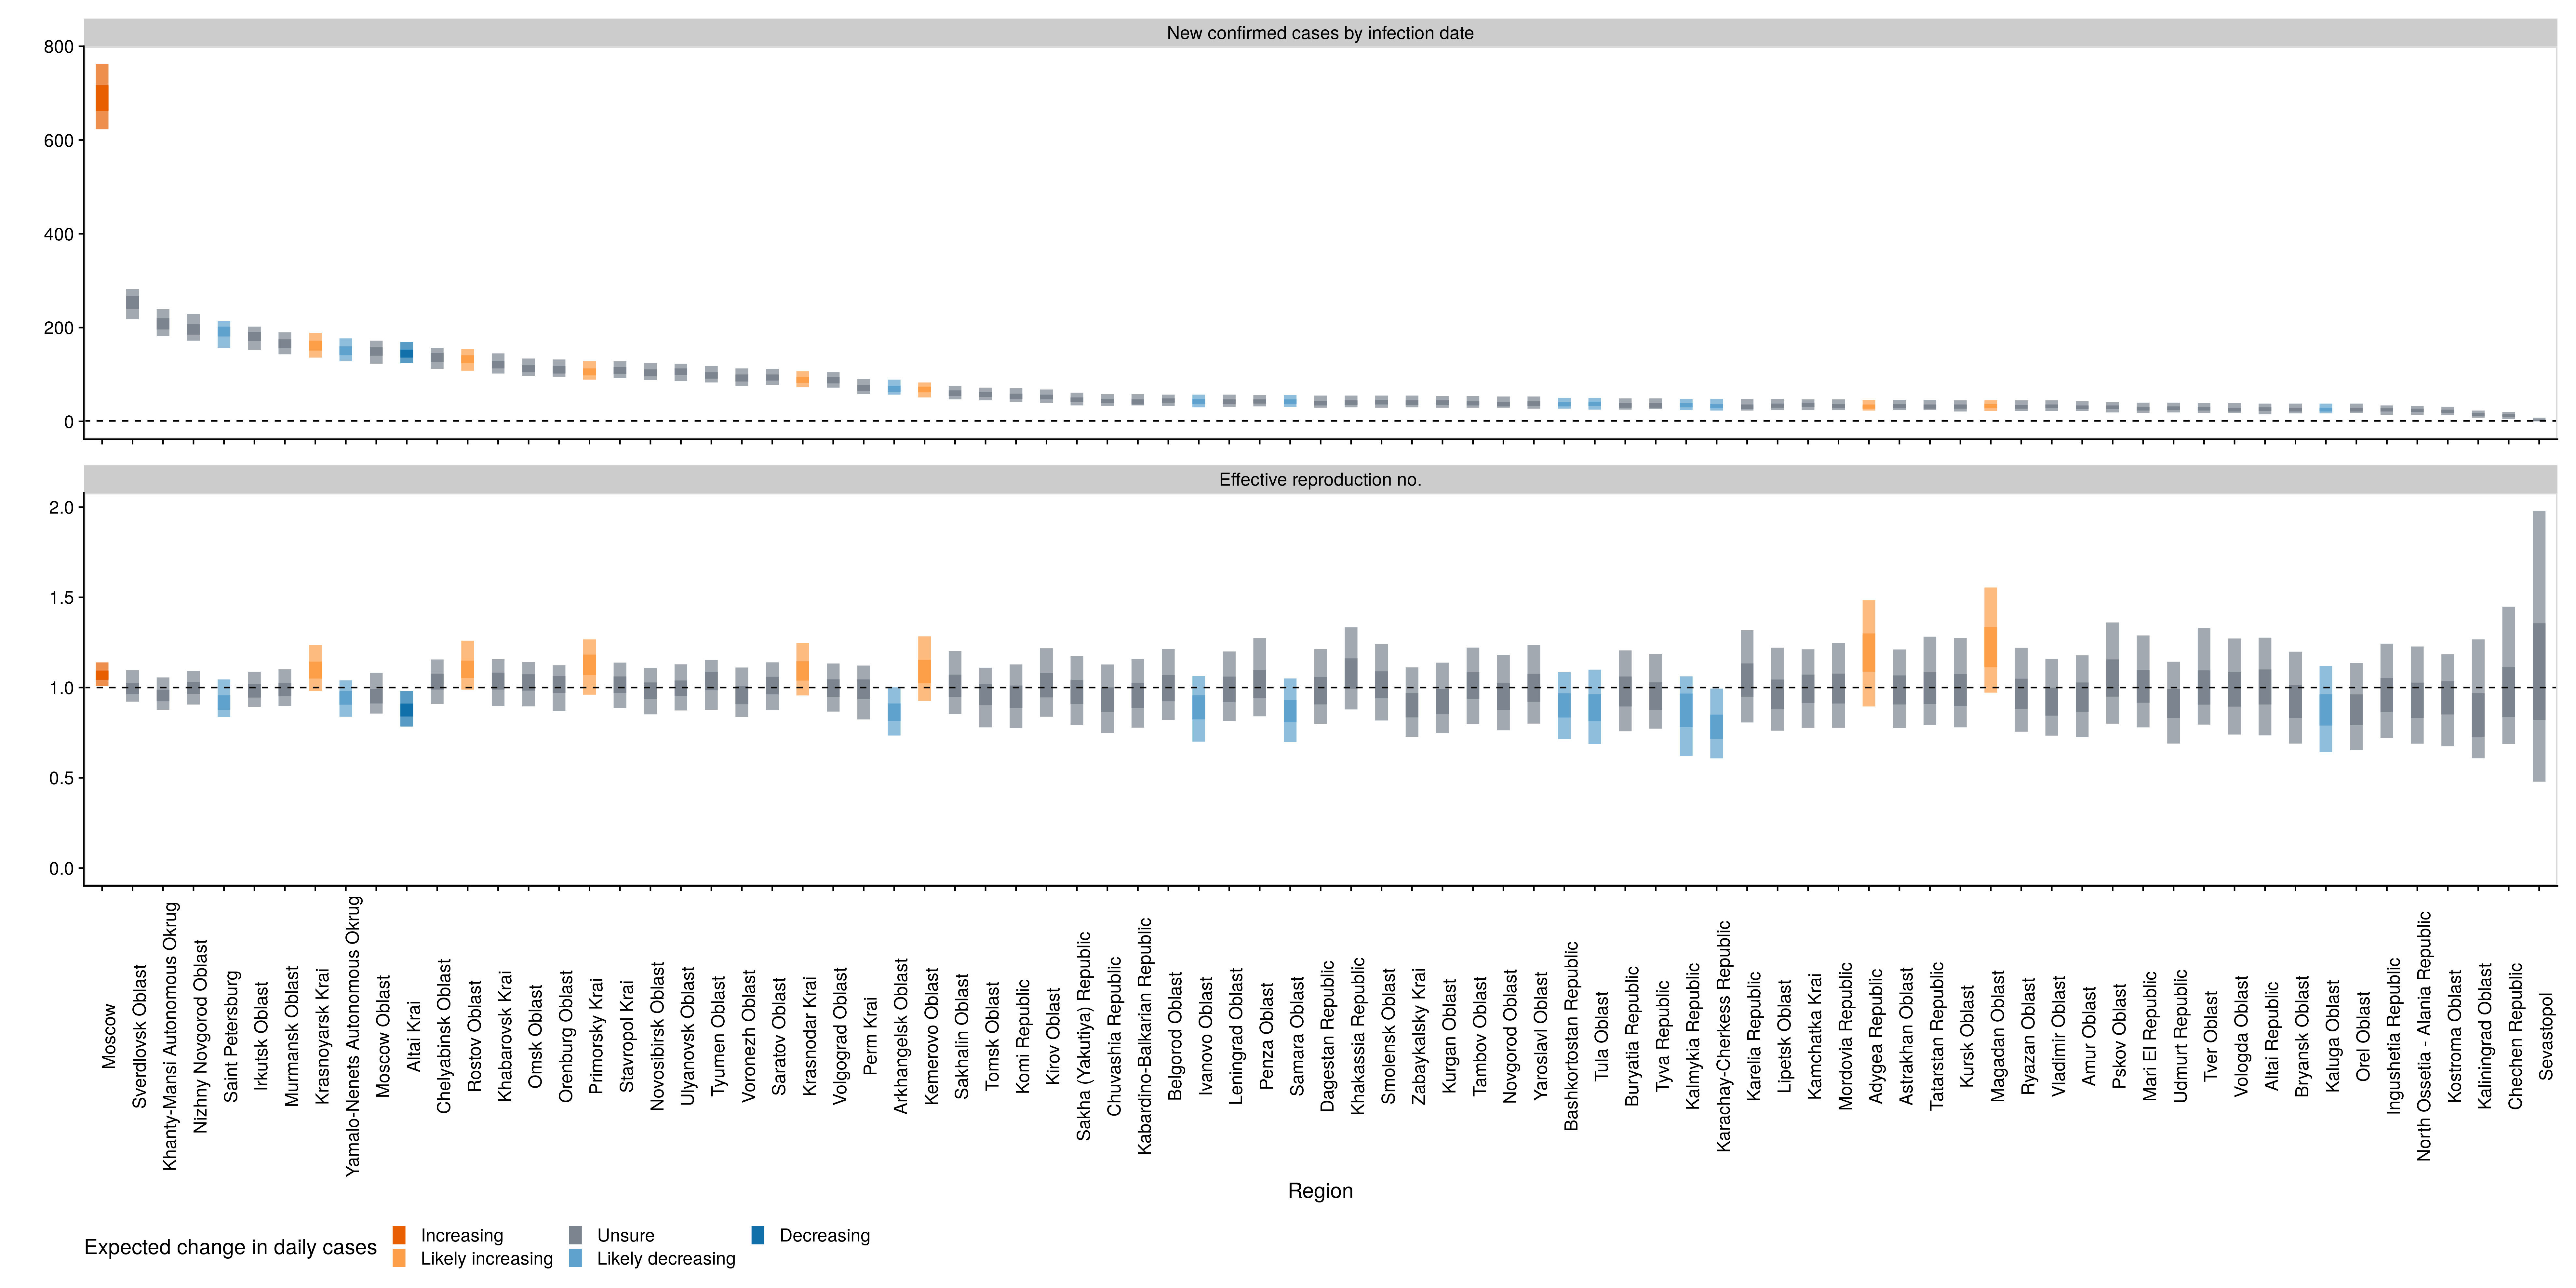 New confirmed cases by infection date
800
600
400
200
0
Effective reproduction no.
2.0
1.5
1.0
0.5
0.0
Moscow
Sverdlovsk Oblast
Khanty-Mansi Autonomous Okrug
Nizhny Novgorod Oblast
Saint Petersburg
Irkutsk Oblast
Murmansk Oblast
Krasnoyarsk Krai
Yamalo-Nenets Autonomous Okrug
Moscow Oblast
Altai Krai
Chelyabinsk Oblast
Rostov Oblast
Khabarovsk Krai
Omsk Oblast
Orenburg Oblast
Primorsky Krai
Stavropol Krai
Novosibirsk Oblast
Ulyanovsk Oblast
Tyumen Oblast
Voronezh Oblast
Saratov Oblast
Krasnodar Krai
Volgograd Oblast
Perm Krai
Arkhangelsk Oblast
Kemerovo Oblast
Sakhalin Oblast
Tomsk Oblast
Komi Republic
Kirov Oblast
Sakha (Yakutiya) Republic
Chuvashia Republic
Kabardino-Balkarian Republic
Belgorod Oblast
Ivanovo Oblast
Leningrad Oblast
Penza Oblast
Samara Oblast
Dagestan Republic
Khakassia Republic
Smolensk Oblast
Zabaykalsky Krai
Kurgan Oblast
Tambov Oblast
Novgorod Oblast
Yaroslavl Oblast
Bashkortostan Republic
Tula Oblast
Buryatia Republic
Tyva Republic
Kalmykia Republic
Karachay-Cherkess Republic
Karelia Republic
Lipetsk Oblast
Kamchatka Krai
Mordovia Republic
Adygea Republic
Astrakhan Oblast
Tatarstan Republic
Kursk Oblast
Magadan Oblast
Ryazan Oblast
Vladimir Oblast
Amur Oblast
Pskov Oblast
Mari El Republic
Udmurt Republic
Tver Oblast
Vologda Oblast
Altai Republic
Bryansk Oblast
Kaluga Oblast
Orel Oblast
Ingushetia Republic
North Ossetia - Alania Republic
Kostroma Oblast
Kaliningrad Oblast
Chechen Republic
Sevastopol
Region
Expected change in daily cases
Increasing
Likely increasing
Unsure
Likely decreasing
Decreasing